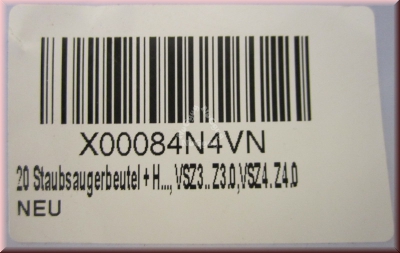 X00084N4VN
20 Staubsaugerbeutel + H..., VSZ3.. Z3.0,VSZ4. Z4.0
NEU